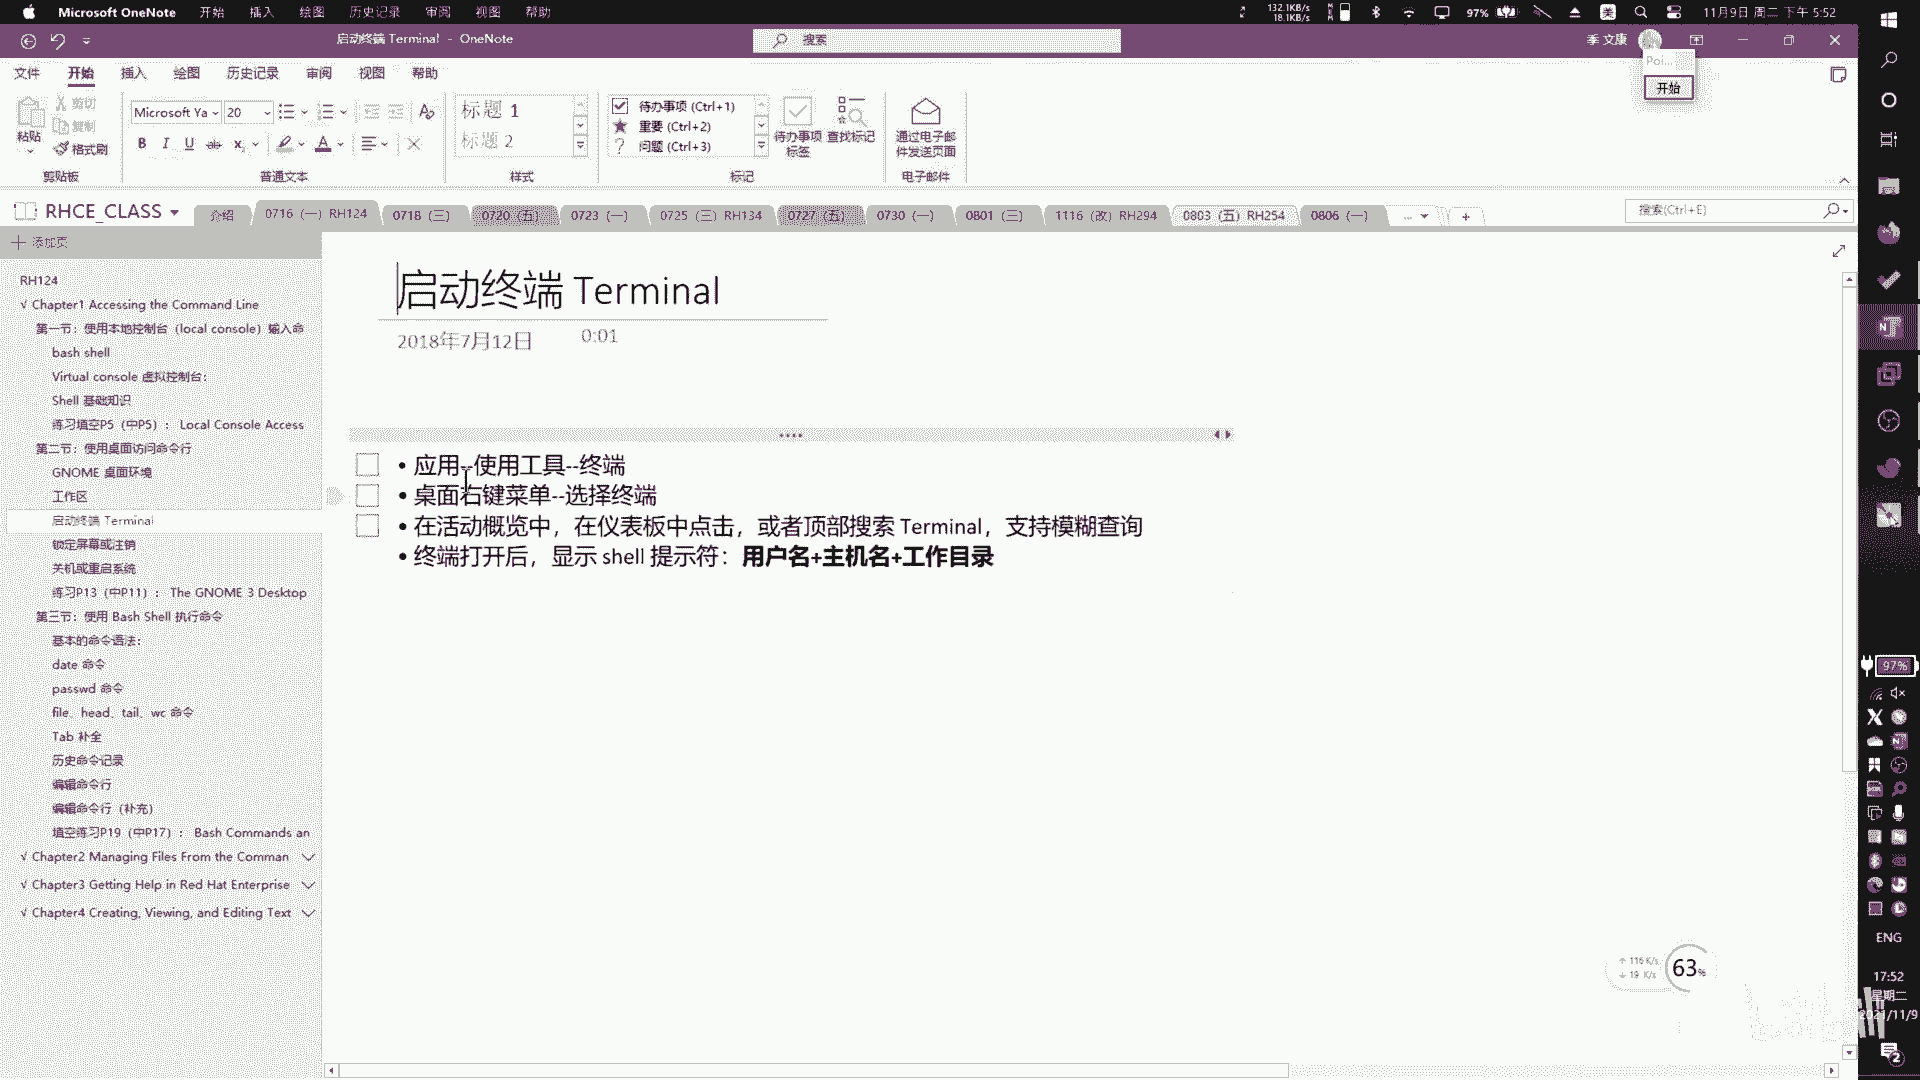 Microsoft OneNote 开始 插入 绘图 历史记录 审阅 视图 帮助
132.1KB/s
18.1KB/s
97%
美
11月9日 周二 下午 5:52
启动终端 Terminal - OneNote
搜索
季 文康
文件 开始 插入 绘图 历史记录 审阅 视图 帮助
Poi...
开始
粘贴
剪切
复制
格式刷
剪贴板
Microsoft Ya 20
B I U ab x
A
普通文本
标题 1
标题 2
样式
待办事项 (Ctrl+1)
重要 (Ctrl+2)
问题 (Ctrl+3)
待办事项
标签
查找标记
标记
通过电子邮
件发送页面
电子邮件
RHCE_CLASS
介绍 0716（一）RH124 0718（三） 0720（五） 0723（一） 0725（三）RH134 0727（五） 0730（一） 0801（三） 1116（改）RH294 0803（五）RH254 0806（一） ... +
搜索(Ctrl+E)
添加页
RH124
√ Chapter1 Accessing the Command Line
第一节：使用本地控制台（local console）输入命
bash shell
Virtual console 虚拟控制台：
Shell 基础知识
练习填空P5（中P5）： Local Console Access
第二节：使用桌面访问命令行
GNOME 桌面环境
工作区
启动终端 Terminal
锁定屏幕或注销
关机或重启系统
练习P13（中P11）： The GNOME 3 Desktop
第三节：使用 Bash Shell 执行命令
基本的命令语法：
date 命令
passwd 命令
file、head、tail、wc 命令
Tab 补全
历史命令记录
编辑命令行
编辑命令行（补充）
填空练习P19（中P17）： Bash Commands an
√ Chapter2 Managing Files From the Comman
√ Chapter3 Getting Help in Red Hat Enterprise
√ Chapter4 Creating, Viewing, and Editing Text
启动终端 Terminal
2018年7月12日 0:01
• 应用--使用工具--终端
• 桌面右键菜单--选择终端
• 在活动概览中，在仪表板中点击，或者顶部搜索 Terminal，支持模糊查询
• 终端打开后，显示 shell 提示符：用户名+主机名+工作目录
↑ 116 K/s
↓ 19 K/s
63%
97%
ENG
17:52
星期二
2021/11/9
2